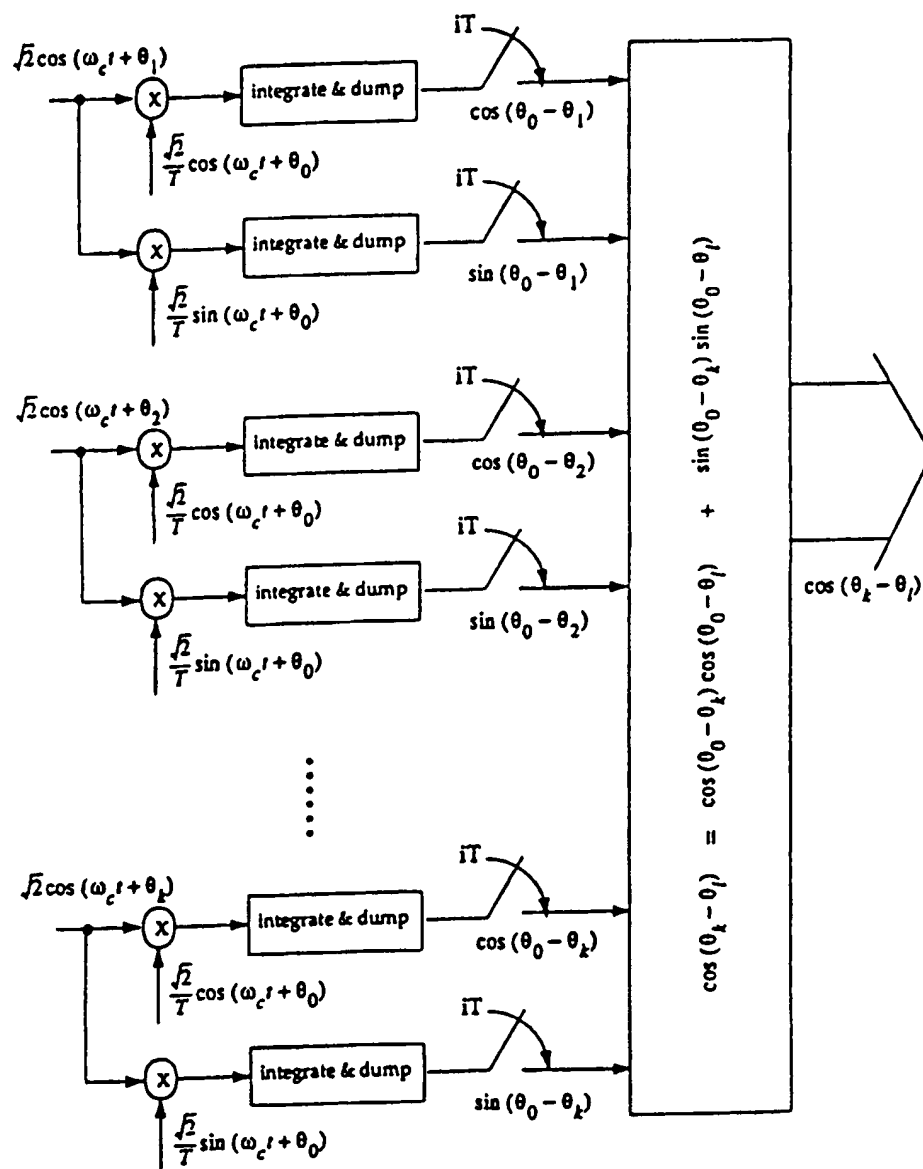 iT
√2 cos (ω_c t + θ_1)
integrate & dump
cos (θ_0 − θ_1)
√2/T cos (ω_c t + θ_0)
iT
integrate & dump
sin (θ_0 − θ_1)
√2/T sin (ω_c t + θ_0)
iT
√2 cos (ω_c t + θ_2)
integrate & dump
cos (θ_0 − θ_2)
√2/T cos (ω_c t + θ_0)
iT
integrate & dump
sin (θ_0 − θ_2)
√2/T sin (ω_c t + θ_0)
iT
√2 cos (ω_c t + θ_k)
integrate & dump
cos (θ_0 − θ_k)
√2/T cos (ω_c t + θ_0)
iT
integrate & dump
sin (θ_0 − θ_k)
√2/T sin (ω_c t + θ_0)
cos (θ_k − θ_l) = cos (θ_0 − θ_k) cos (θ_0 − θ_l) + sin (θ_0 − θ_k) sin (θ_0 − θ_l)
cos (θ_k − θ_l)